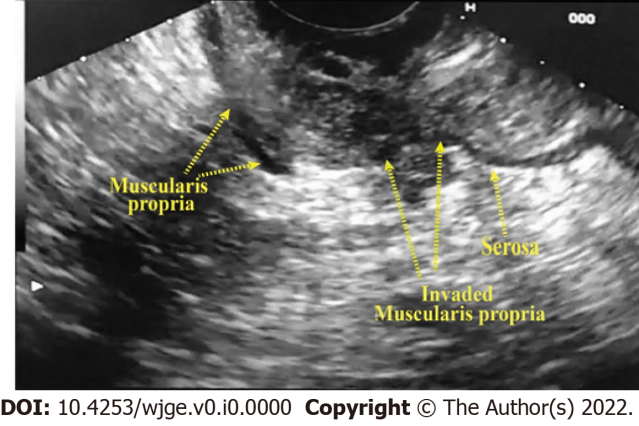 H
000
Muscularis
propria
Serosa
Invaded
Muscularis propria
DOI: 10.4253/wjge.v0.i0.0000 Copyright © The Author(s) 2022.